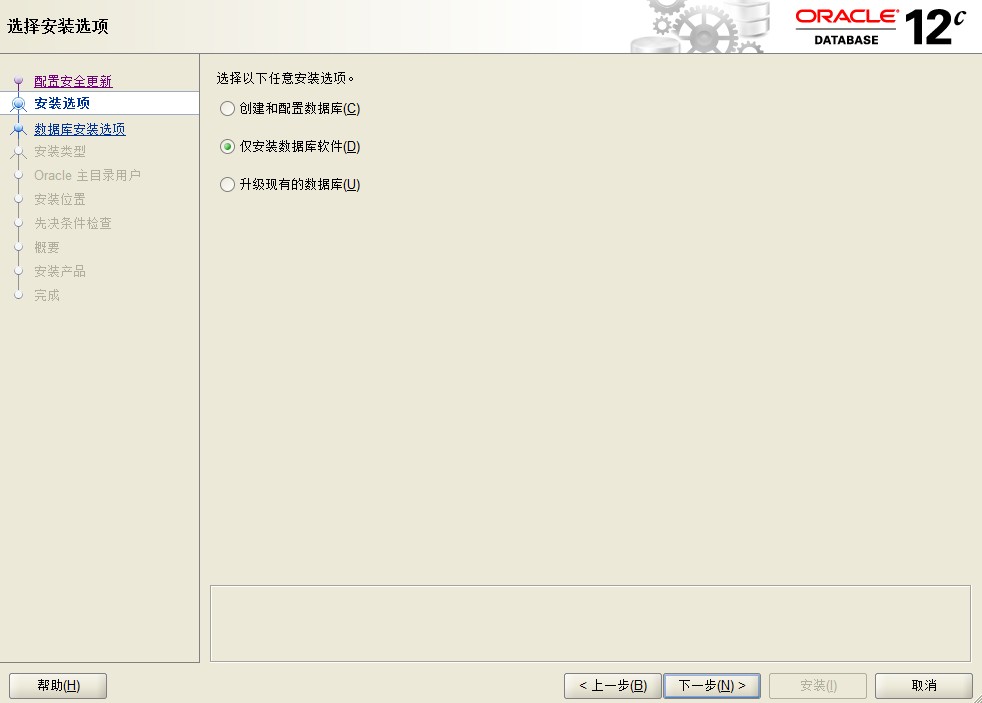 选择安装选项
ORACLE®
DATABASE
12c
配置安全更新
安装选项
数据库安装选项
安装类型
Oracle 主目录用户
安装位置
先决条件检查
概要
安装产品
完成
选择以下任意安装选项。
创建和配置数据库(C)
仅安装数据库软件(D)
升级现有的数据库(U)
帮助(H)
< 上一步(B)
下一步(N) >
安装(I)
取消